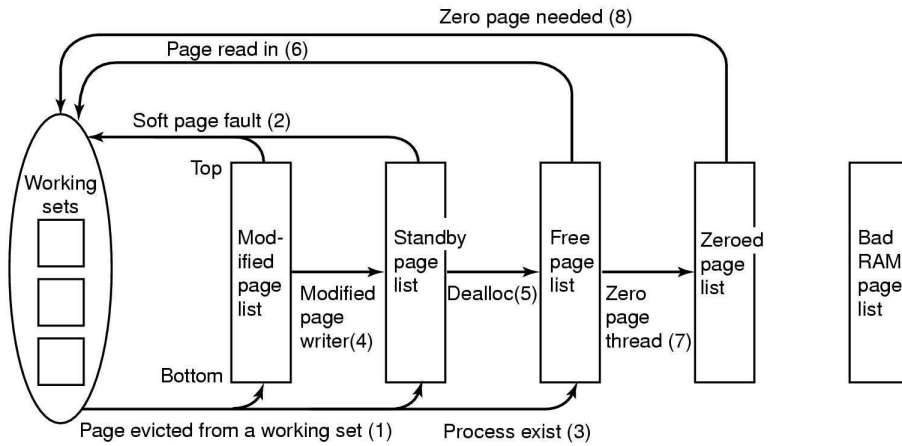 Zero page needed (8)
Page read in (6)
Soft page fault (2)
Top
Working
sets
Mod-
ified
page
list
Modified
page
writer(4)
Standby
page
list
Dealloc(5)
Free
page
list
Zero
page
thread (7)
Zeroed
page
list
Bad
RAM
page
list
Bottom
Page evicted from a working set (1)
Process exist (3)